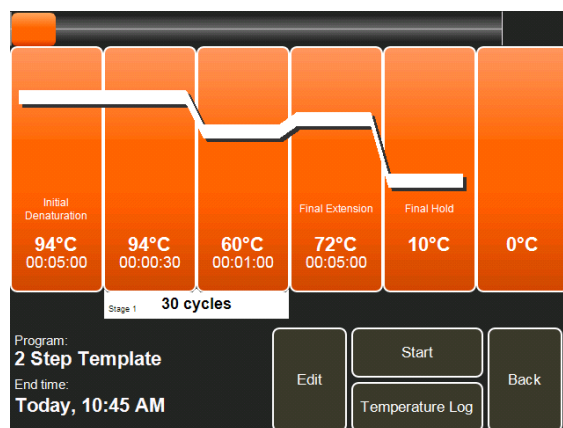 Initial
Denaturation
94°C
00:05:00
94°C
00:00:30
60°C
00:01:00
Final Extension
72°C
00:05:00
Final Hold
10°C
0°C
Stage 1 30 cycles
Program:
2 Step Template
End time:
Today, 10:45 AM
Edit
Start
Temperature Log
Back